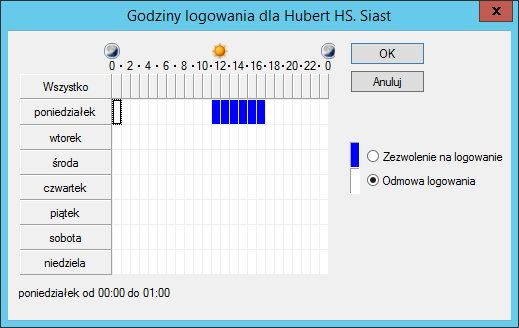 Godziny logowania dla Hubert HS. Siast
x
0 · 2 · 4 · 6 · 8 · 10 · 12 · 14 · 16 · 18 · 20 · 22 · 0
OK
Anuluj
Wszystko
poniedziałek
wtorek
środa
czwartek
piątek
sobota
niedziela
Zezwolenie na logowanie
Odmowa logowania
poniedziałek od 00:00 do 01:00